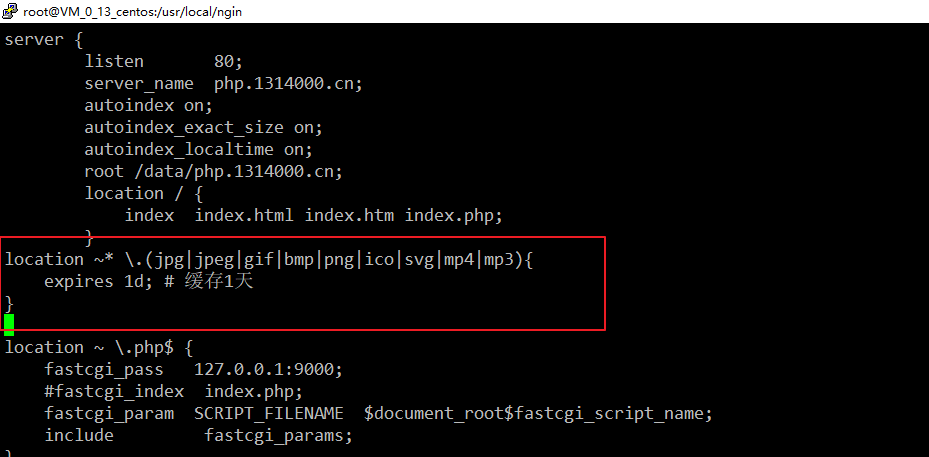 root@VM_0_13_centos:/usr/local/ngin
server {
        listen       80;
        server_name  php.1314000.cn;
        autoindex on;
        autoindex_exact_size on;
        autoindex_localtime on;
        root /data/php.1314000.cn;
        location / {
            index  index.html index.htm index.php;
        }
location ~* \.(jpg|jpeg|gif|bmp|png|ico|svg|mp4|mp3){
    expires 1d; # 缓存1天
}
location ~ \.php$ {
    fastcgi_pass   127.0.0.1:9000;
    #fastcgi_index  index.php;
    fastcgi_param  SCRIPT_FILENAME  $document_root$fastcgi_script_name;
    include         fastcgi_params;
}